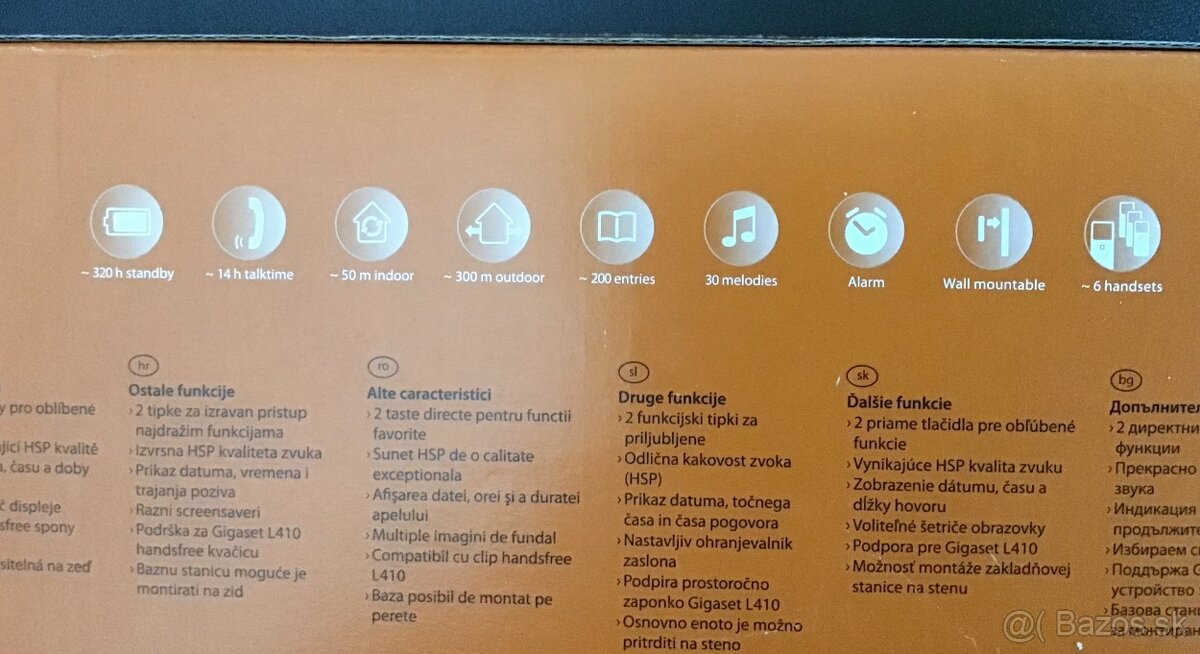 ~ 320 h standby
~ 14 h talktime
~ 50 m indoor
~ 300 m outdoor
~ 200 entries
30 melodies
Alarm
Wall mountable
~ 6 handsets
y pro oblíbené
ající HSP kvalitě
, času a doby
č displeje
sfree spony
sitelná na zeď
hr
Ostale funkcije
› 2 tipke za izravan pristup
najdražim funkcijama
› Izvrsna HSP kvaliteta zvuka
› Prikaz datuma, vremena i
trajanja poziva
› Razni screensaveri
› Podrška za Gigaset L410
handsfree kvačicu
› Baznu stanicu moguće je
montirati na zid
ro
Alte caracteristici
› 2 taste directe pentru functii
favorite
› Sunet HSP de o calitate
exceptionala
› Afişarea datei, orei şi a duratei
apelului
› Multiple imagini de fundal
› Compatibil cu clip handsfree
L410
› Baza posibil de montat pe
perete
sl
Druge funkcije
› 2 funkcijski tipki za
priljubljene
› Odlična kakovost zvoka
(HSP)
› Prikaz datuma, točnega
časa in časa pogovora
› Nastavljiv ohranjevalnik
zaslona
› Podpira prostoročno
zaponko Gigaset L410
› Osnovno enoto je možno
pritrditi na steno
sk
Ďalšie funkcie
› 2 priame tlačidla pre obľúbené
funkcie
› Vynikajúce HSP kvalita zvuku
› Zobrazenie dátumu, času a
dĺžky hovoru
› Voliteľné šetriče obrazovky
› Podpora pre Gigaset L410
› Možnosť montáže zakladňovej
stanice na stenu
bg
Допълнител
› 2 директни
функции
› Прекрасно
звука
› Индикация
продължите
› Избираем с
› Поддържа G
устройство
› Базова стан
за монтиран
@( Bazos.sk